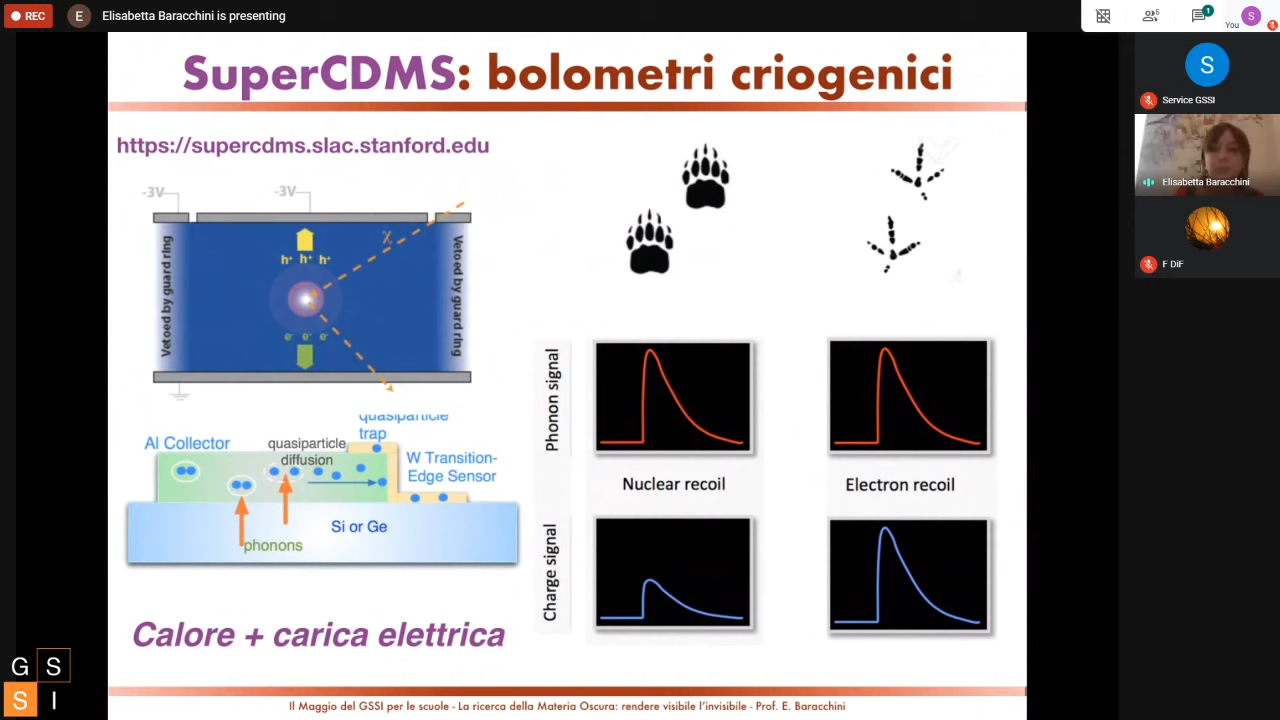 REC
E
Elisabetta Baracchini is presenting
5
1
S
You
SuperCDMS: bolometri criogenici
https://supercdms.slac.stanford.edu
-3V
-3V
χ
h+ h+ h+
Vetoed by guard ring
Vetoed by guard ring
e- e- e-
quasiparticle
trap
Al Collector
quasiparticle
diffusion
W Transition-
Edge Sensor
Si or Ge
phonons
Calore + carica elettrica
Phonon signal
Nuclear recoil
Electron recoil
Charge signal
Il Maggio del GSSI per le scuole - La ricerca della Materia Oscura: rendere visibile l'invisibile - Prof. E. Baracchini
G S
S I
S
Service GSSI
Elisabetta Baracchini
F DiF